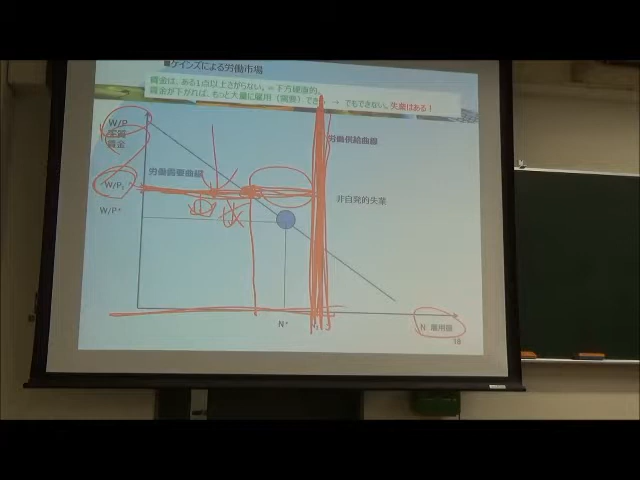 ■ケインズによる労働市場
賃金は、ある1点以上さがらない。＝下方硬直的。
賃金が下がれば、もっと大量に雇用（需要）できる。→ でもできない。失業はある！
W/P
実質
賃金
労働供給曲線
労働需要曲線
W/P₁
非自発的失業
W/P*
N*
N 雇用量
18